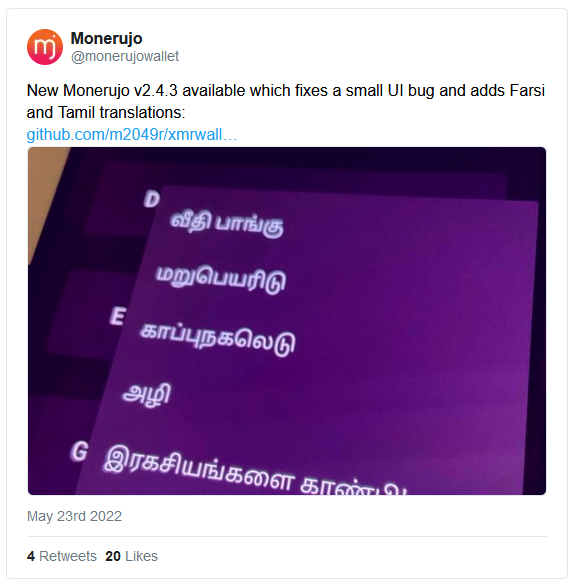 Monerujo
@monerujowallet
New Monerujo v2.4.3 available which fixes a small UI bug and adds Farsi
and Tamil translations:
github.com/m2049r/xmrwall…
D
வீதி பாங்கு
மறுபெயரிடு
E
காப்புநகலெடு
அழி
G
இரகசியங்களை
May 23rd 2022
4 Retweets 20 Likes